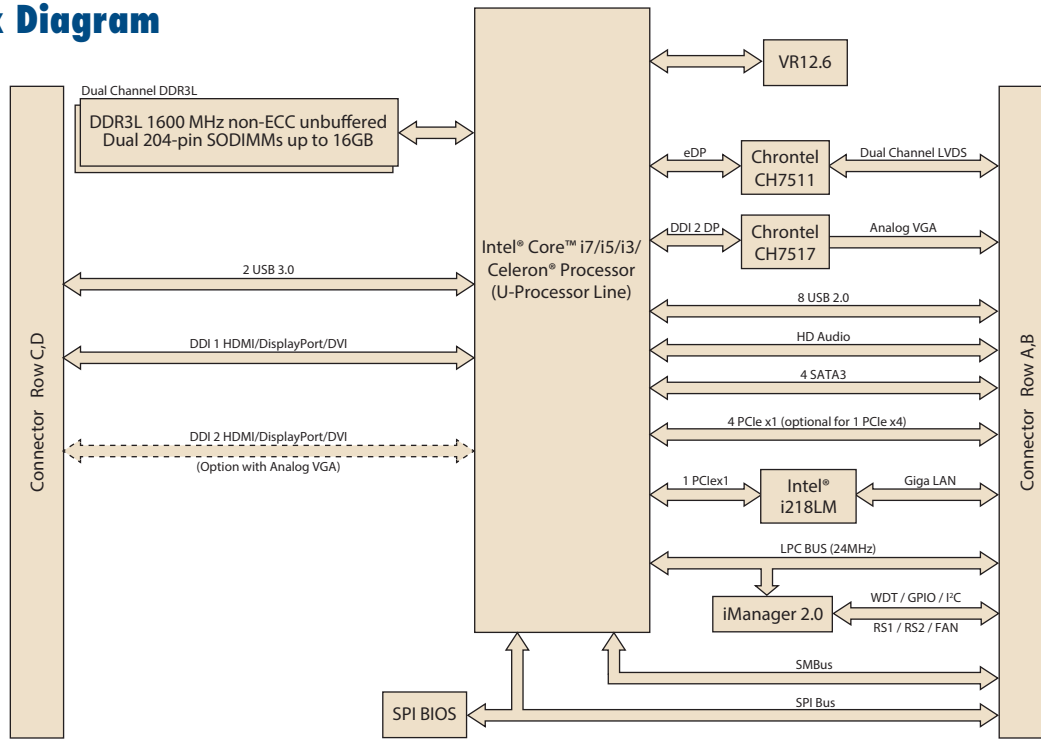 Diagram
Dual Channel DDR3L
DDR3L 1600 MHz non-ECC unbuffered
Dual 204-pin SODIMMs up to 16GB
Connector Row C,D
2 USB 3.0
DDI 1 HDMI/DisplayPort/DVI
DDI 2 HDMI/DisplayPort/DVI
(Option with Analog VGA)
Intel® Core™ i7/i5/i3/
Celeron® Processor
(U-Processor Line)
VR12.6
eDP
Chrontel
CH7511
Dual Channel LVDS
DDI 2 DP
Chrontel
CH7517
Analog VGA
8 USB 2.0
HD Audio
4 SATA3
4 PCIe x1 (optional for 1 PCIe x4)
1 PCIex1
Intel®
i218LM
Giga LAN
LPC BUS (24MHz)
iManager 2.0
WDT / GPIO / I²C
RS1 / RS2 / FAN
SMBus
SPI BIOS
SPI Bus
Connector Row A,B